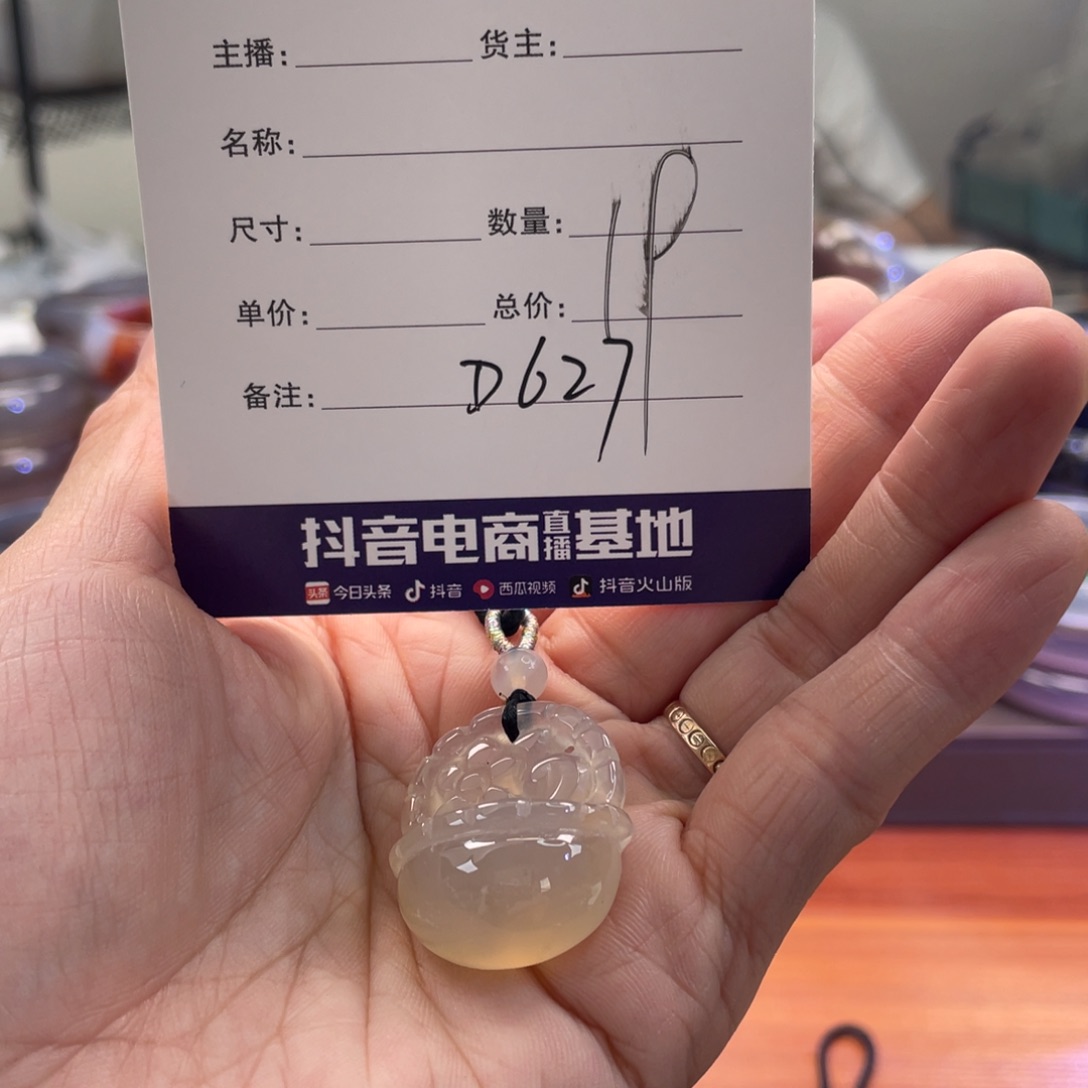 主播: 货主:
名称:
尺寸: 数量:
单价: 总价:
备注: D627
抖音电商直播基地
头条 今日头条 抖音 西瓜视频 抖音火山版